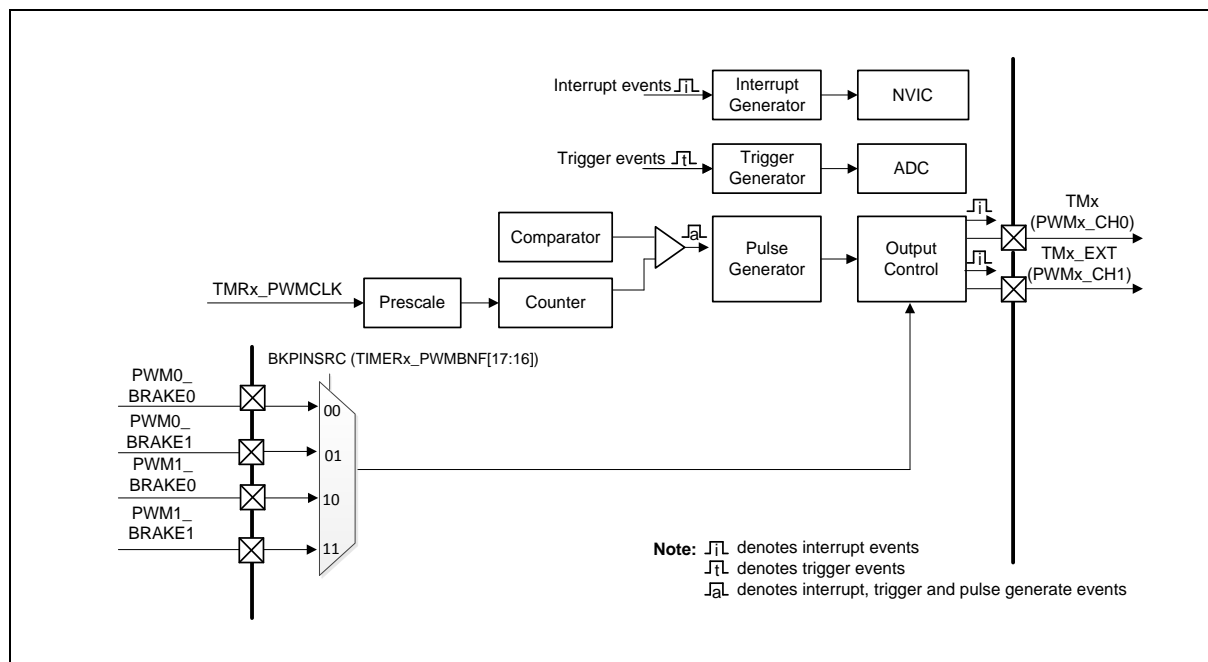 Interrupt events i
Interrupt
Generator
NVIC
Trigger events t
Trigger
Generator
ADC
Comparator
a
Pulse
Generator
Output
Control
i
i
TMx
(PWMx_CH0)
TMx_EXT
(PWMx_CH1)
TMRx_PWMCLK
Prescale
Counter
BKPINSRC (TIMERx_PWMBNF[17:16])
PWM0_
BRAKE0
00
PWM0_
BRAKE1
01
PWM1_
BRAKE0
10
PWM1_
BRAKE1
11
Note: i denotes interrupt events
t denotes trigger events
a denotes interrupt, trigger and pulse generate events